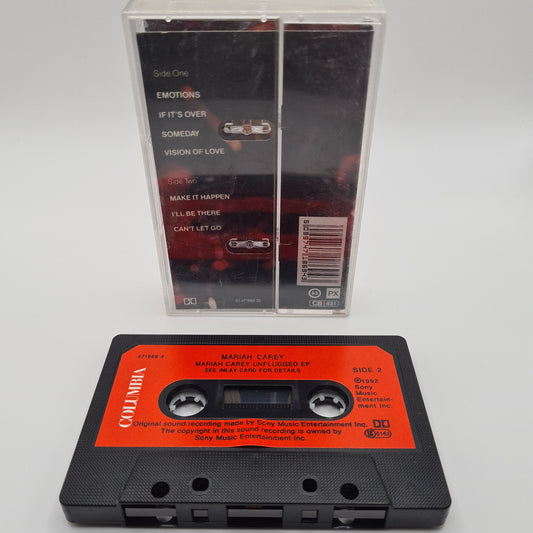 Side One
EMOTIONS
IF IT'S OVER
SOMEDAY
VISION OF LOVE
Side Two
MAKE IT HAPPEN
I'LL BE THERE
CAN'T LET GO
PX
CB 431
471869 4
MARIAH CAREY
MARIAH CAREY UNPLUGGED EP
SEE INLAY CARD FOR DETAILS
SIDE 2
COLUMBIA
℗1992
Sony
Music
Entertain-
ment Inc.
Original sound recording made by Sony Music Entertainment Inc.
The copyright in this sound recording is owned by
Sony Music Entertainment Inc.